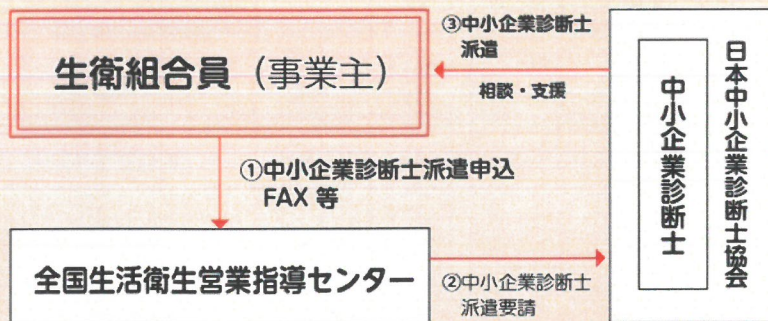 生衛組合員（事業主）
③中小企業診断士
派遣
相談・支援
日本中小企業診断士協会
中小企業診断士
①中小企業診断士派遣申込
FAX 等
全国生活衛生営業指導センター
②中小企業診断士
派遣要請